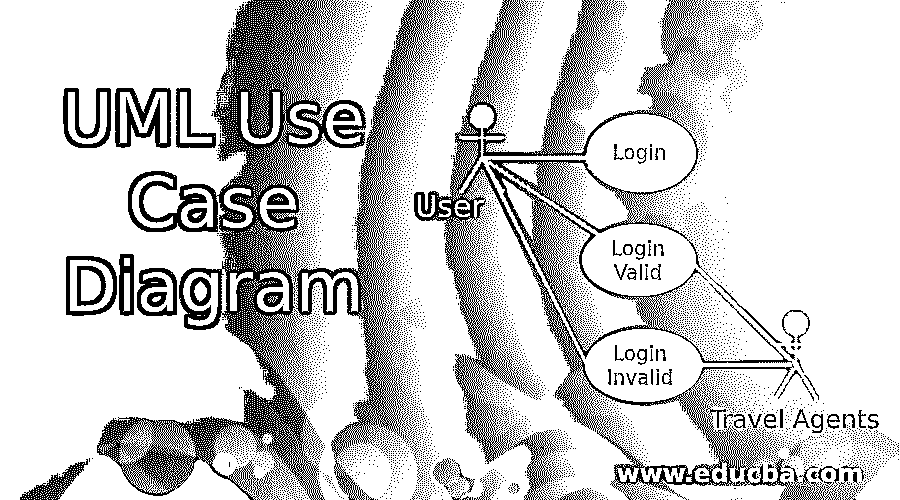 UML Use
Case
Diagram
User
Login
Login
Valid
Login
Invalid
Travel Agents
www.educba.com